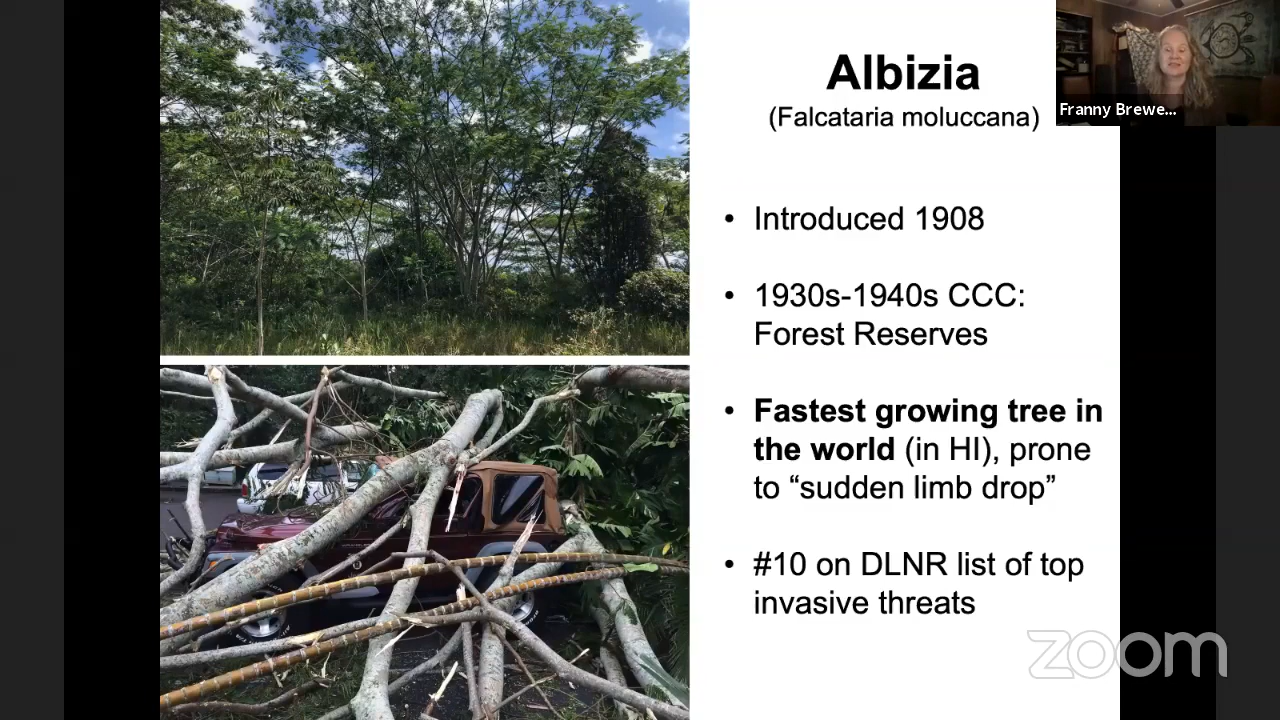 Albizia
(Falcataria moluccana)
Franny Brewe...
• Introduced 1908
• 1930s-1940s CCC:
Forest Reserves
• Fastest growing tree in
the world (in HI), prone
to “sudden limb drop”
• #10 on DLNR list of top
invasive threats
zoom